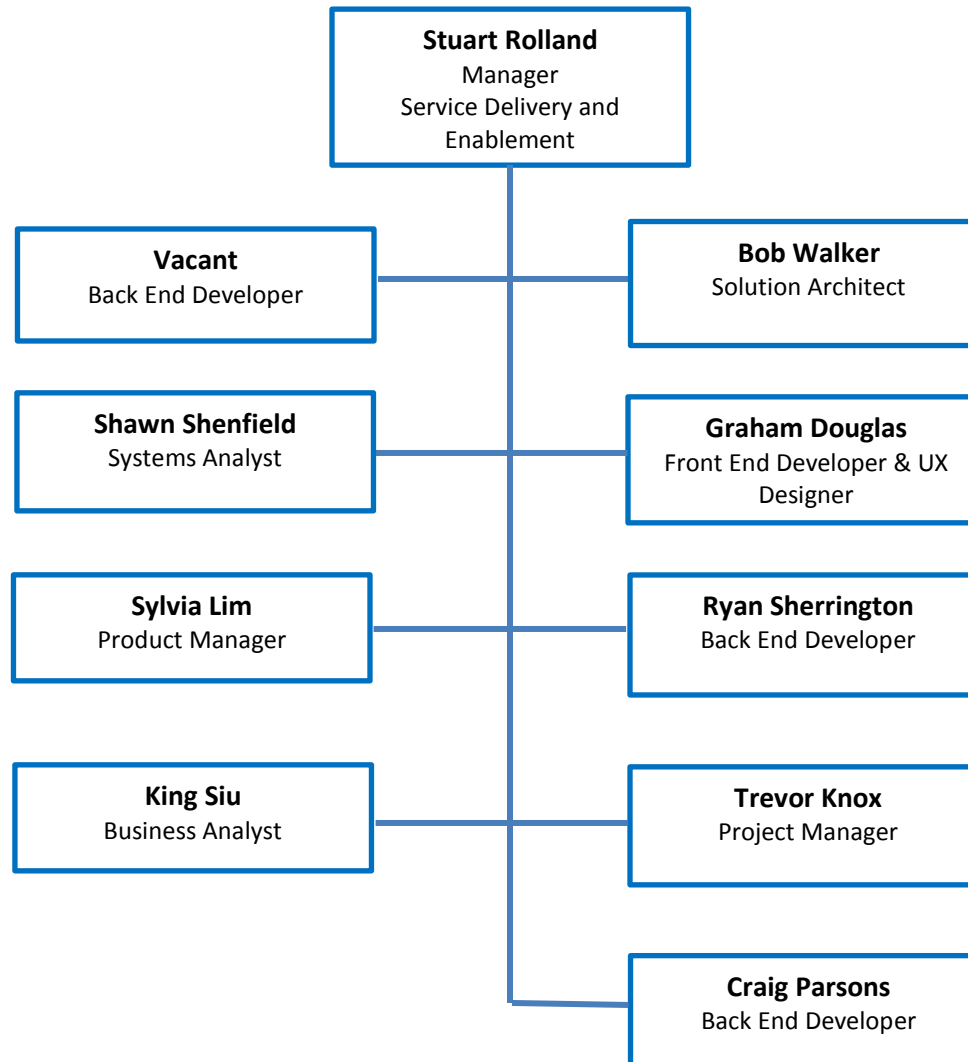 Stuart Rolland
Manager
Service Delivery and
Enablement
Vacant
Back End Developer
Bob Walker
Solution Architect
Shawn Shenfield
Systems Analyst
Graham Douglas
Front End Developer & UX
Designer
Sylvia Lim
Product Manager
Ryan Sherrington
Back End Developer
King Siu
Business Analyst
Trevor Knox
Project Manager
Craig Parsons
Back End Developer